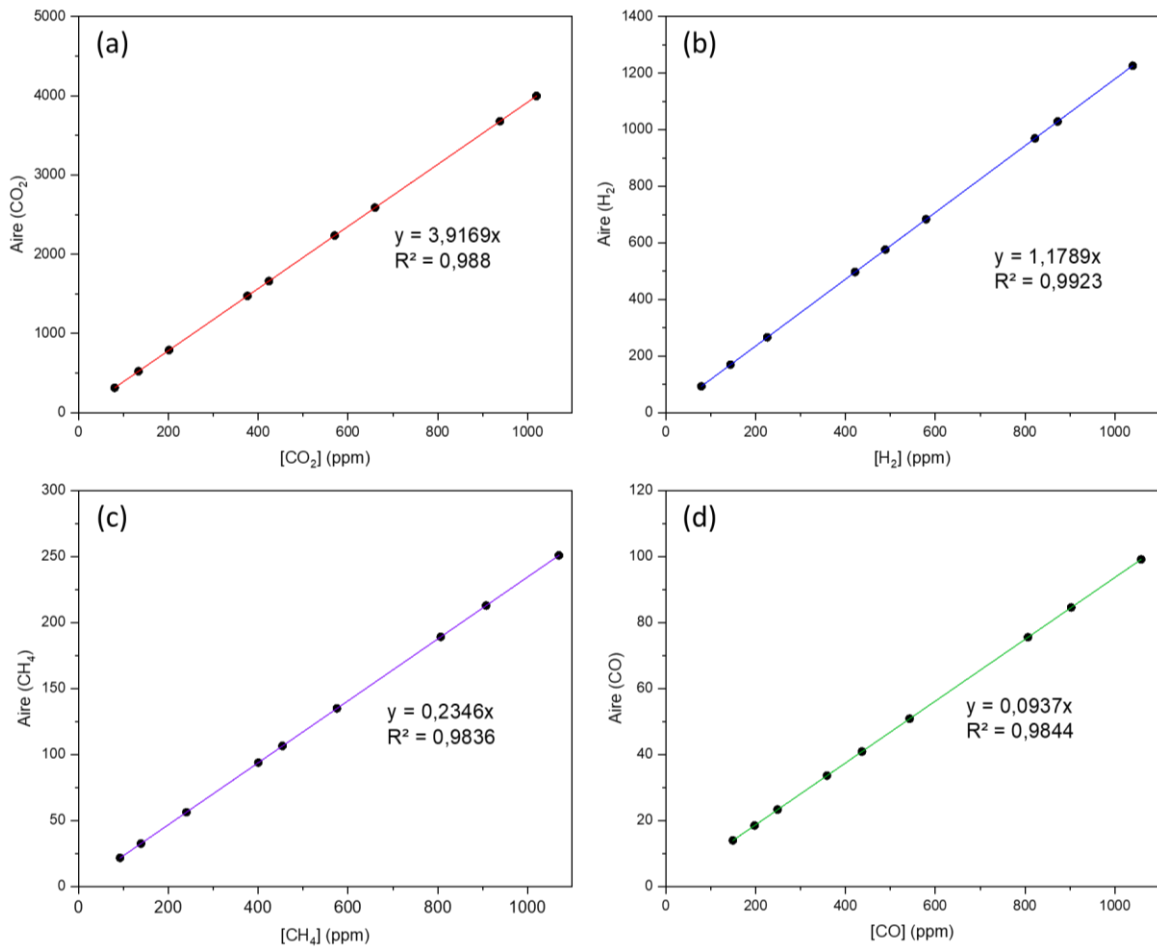 (a)
5000
4000
3000
2000
1000
0
Aire (CO₂)
y = 3,9169x
R² = 0,988
0 200 400 600 800 1000
[CO₂] (ppm)
(b)
1400
1200
1000
800
600
400
200
0
Aire (H₂)
y = 1,1789x
R² = 0,9923
0 200 400 600 800 1000
[H₂] (ppm)
(c)
300
250
200
150
100
50
0
Aire (CH₄)
y = 0,2346x
R² = 0,9836
0 200 400 600 800 1000
[CH₄] (ppm)
(d)
120
100
80
60
40
20
0
Aire (CO)
y = 0,0937x
R² = 0,9844
0 200 400 600 800 1000
[CO] (ppm)